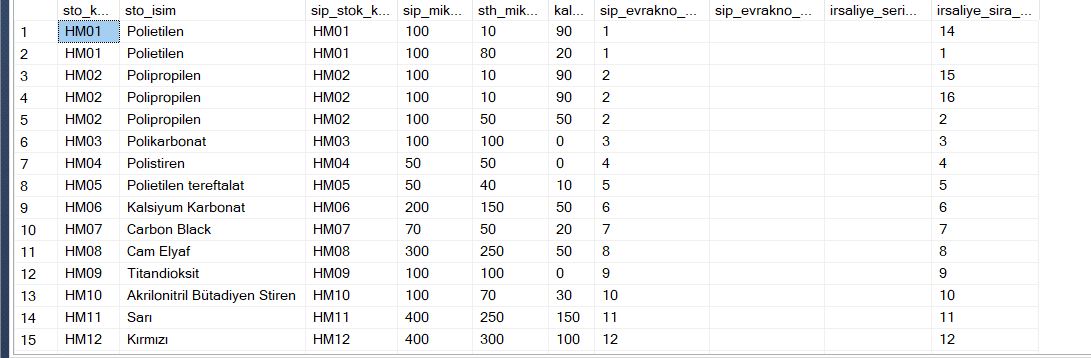 sto_k... sto_isim sip_stok_k... sip_mik... sth_mik... kal... sip_evrakno_... sip_evrakno_... irsaliye_seri... irsaliye_sira_...
1 HM01 Polietilen HM01 100 10 90 1 14
2 HM01 Polietilen HM01 100 80 20 1 1
3 HM02 Polipropilen HM02 100 10 90 2 15
4 HM02 Polipropilen HM02 100 10 90 2 16
5 HM02 Polipropilen HM02 100 50 50 2 2
6 HM03 Polikarbonat HM03 100 100 0 3 3
7 HM04 Polistiren HM04 50 50 0 4 4
8 HM05 Polietilen tereftalat HM05 50 40 10 5 5
9 HM06 Kalsiyum Karbonat HM06 200 150 50 6 6
10 HM07 Carbon Black HM07 70 50 20 7 7
11 HM08 Cam Elyaf HM08 300 250 50 8 8
12 HM09 Titandioksit HM09 100 100 0 9 9
13 HM10 Akrilonitril Bütadiyen Stiren HM10 100 70 30 10 10
14 HM11 Sarı HM11 400 250 150 11 11
15 HM12 Kırmızı HM12 400 300 100 12 12